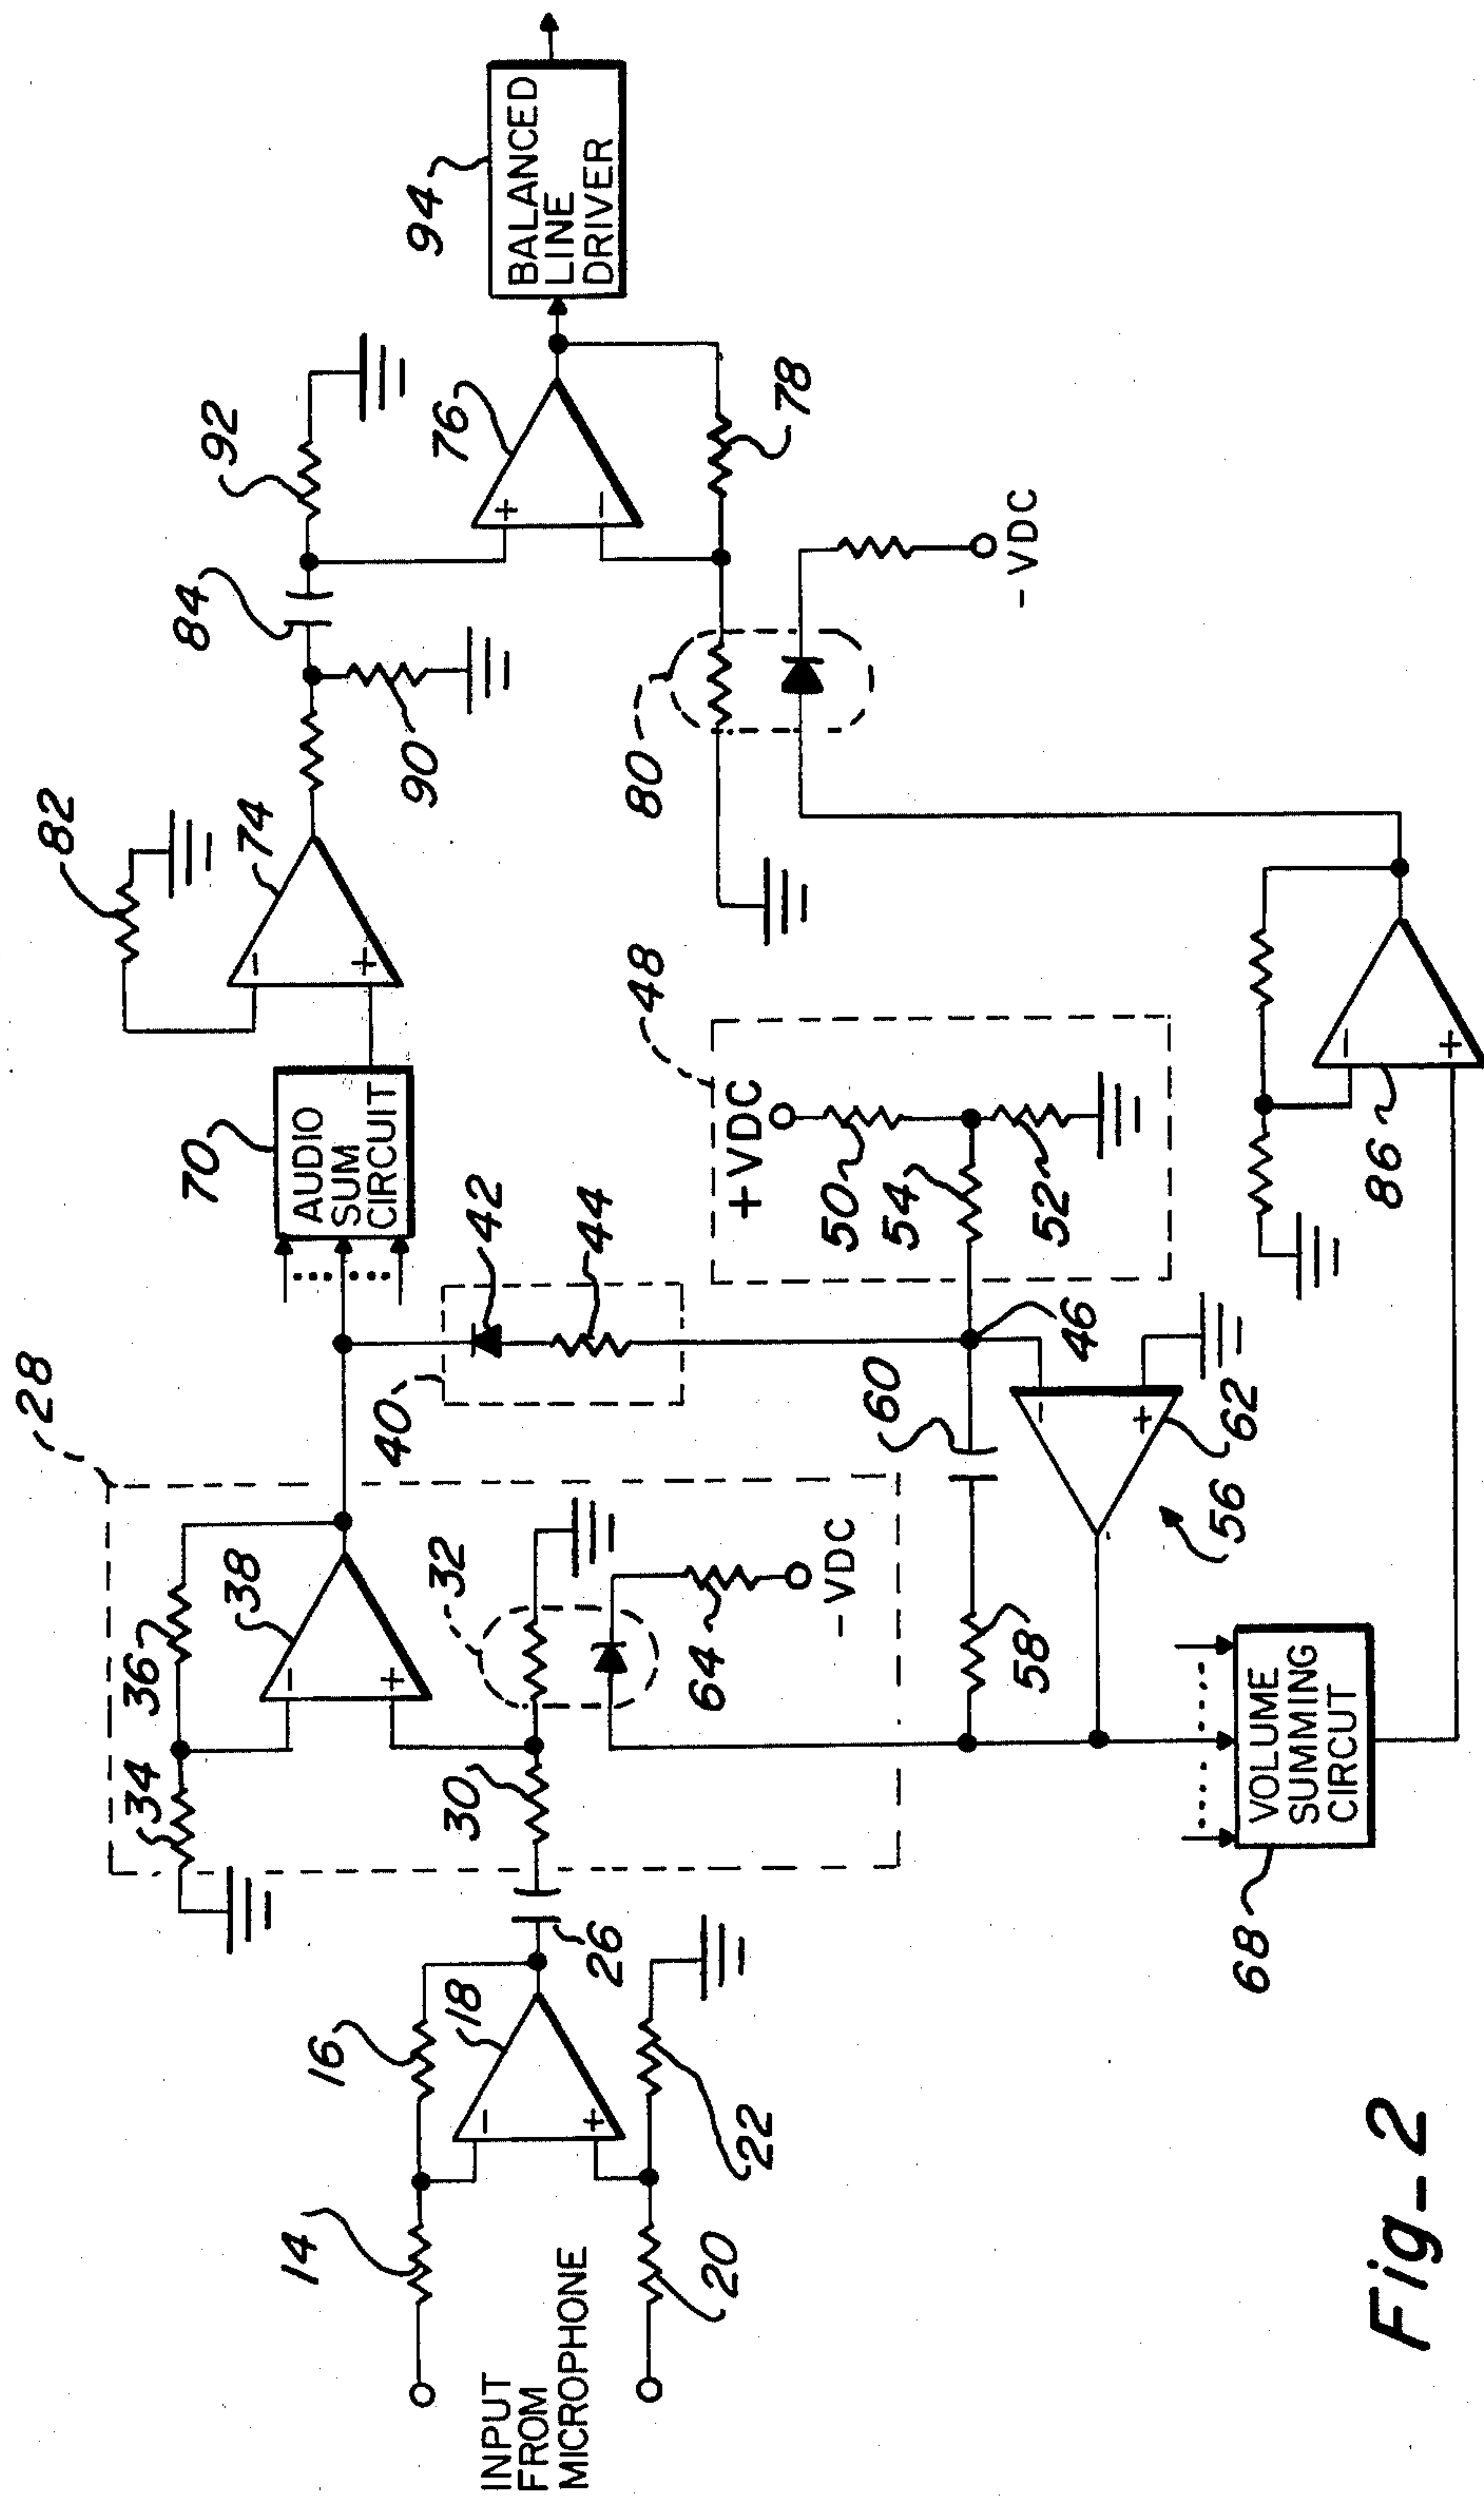 28
34
36
38
30
32
64
-VDC
INPUT
FROM
MICROPHONE
14
16
18
20
22
26
40
42
44
46
48
+VDC
50
54
52
60
58
62
56
68
VOLUME
SUMMING
CIRCUT
70
AUDIO
SUM
CIRCUIT
82
74
90
84
92
76
78
80
-VDC
86
94
BALANCED
LINE
DRIVER
- + - + - + - + + - - +
Fig-2